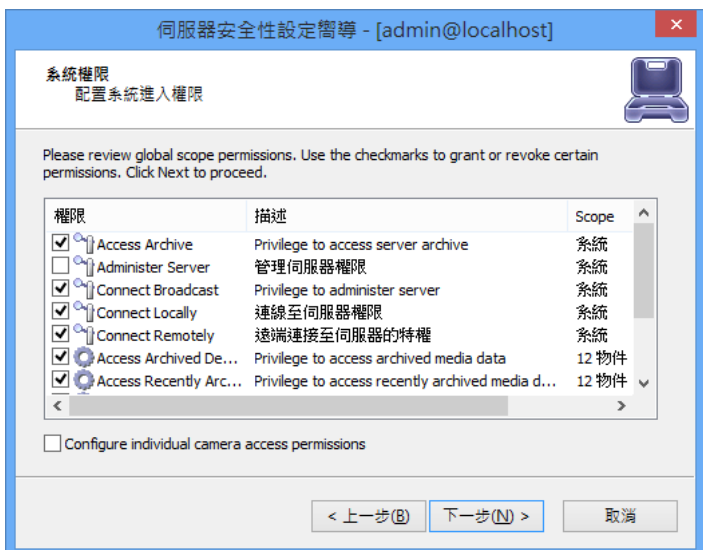 伺服器安全性設定嚮導 - [admin@localhost]
系統權限
配置系統進入權限
Please review global scope permissions. Use the checkmarks to grant or revoke certain
permissions. Click Next to proceed.
權限 描述 Scope
Access Archive Privilege to access server archive 系統
Administer Server 管理伺服器權限 系統
Connect Broadcast Privilege to administer server 系統
Connect Locally 連線至伺服器權限 系統
Connect Remotely 遠端連接至伺服器的特權 系統
Access Archived De... Privilege to access archived media data 12 物件
Access Recently Arc... Privilege to access recently archived media d... 12 物件
Configure individual camera access permissions
< 上一步(B) 下一步(N) > 取消